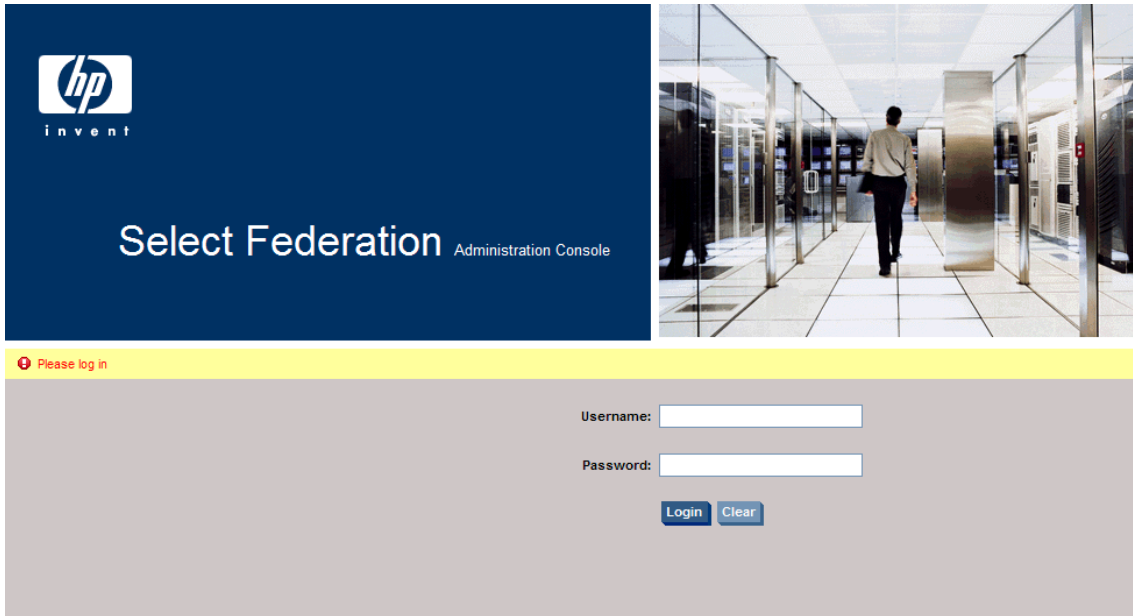 hp
invent
Select Federation Administration Console
Please log in
Username:
Password:
Login Clear